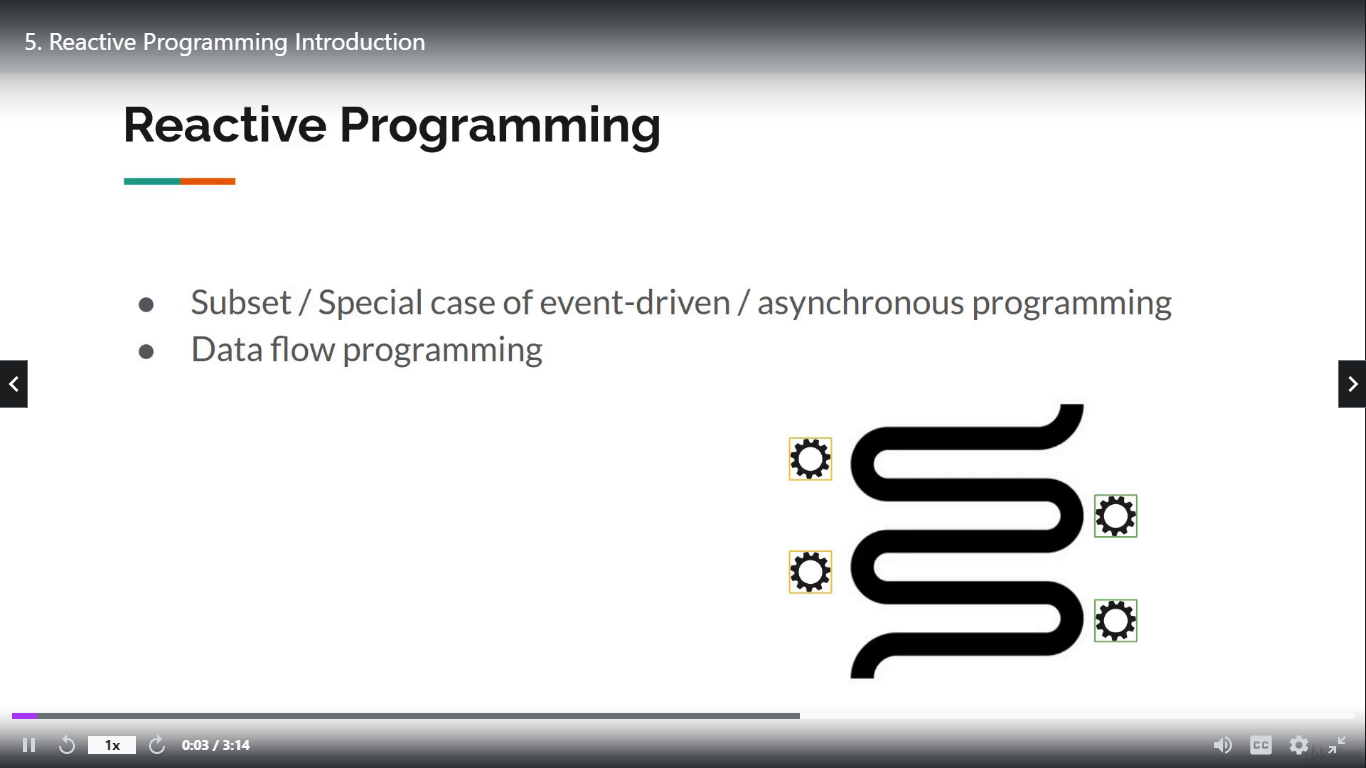 5. Reactive Programming Introduction
Reactive Programming
● Subset / Special case of event-driven / asynchronous programming
● Data flow programming
1x
0:03 / 3:14
CC